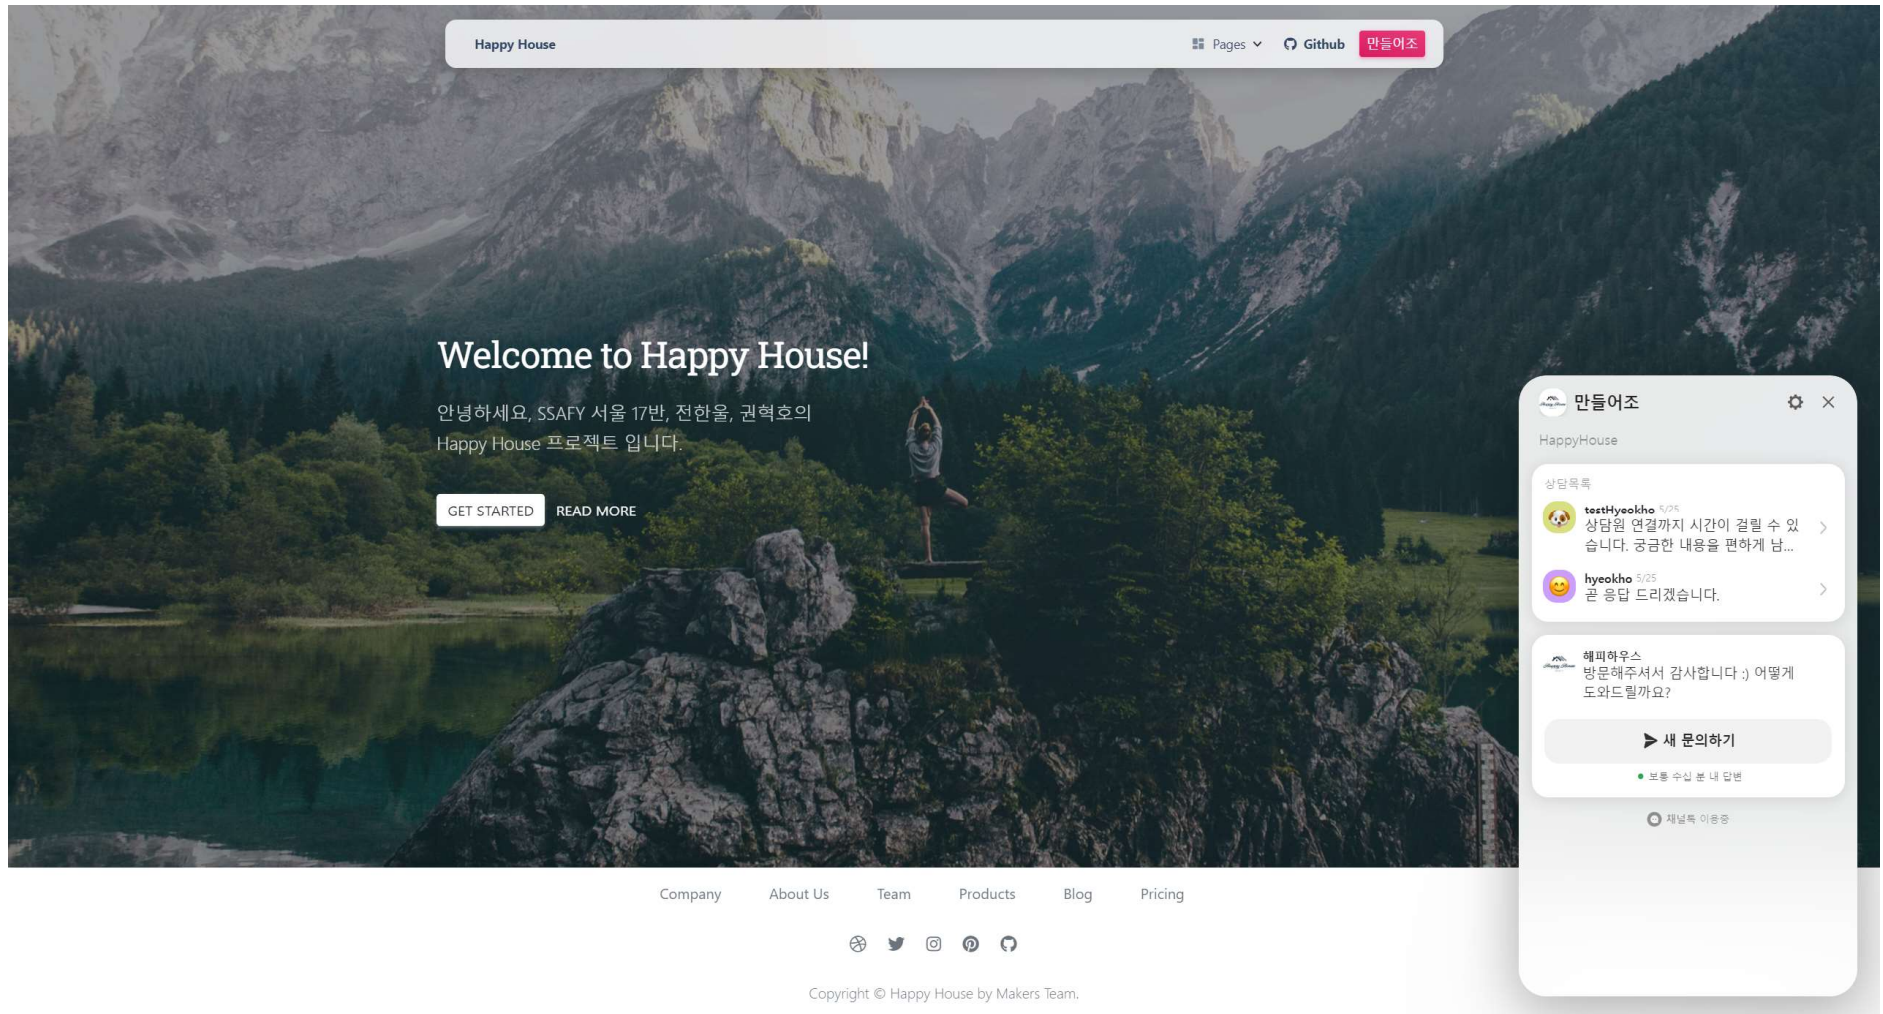 Happy House
Pages
Github
만들어조
Welcome to Happy House!
안녕하세요, SSAFY 서울 17반, 전한울, 권혁호의
Happy House 프로젝트 입니다.
GET STARTED
READ MORE
만들어조
HappyHouse
상담목록
testHyeokho 5/25
상담원 연결까지 시간이 걸릴 수 있
습니다. 궁금한 내용을 편하게 남...
hyeokho 5/25
곧 응답 드리겠습니다.
해피하우스
방문해주셔서 감사합니다 :) 어떻게
도와드릴까요?
새 문의하기
보통 수십 분 내 답변
채널톡 이용중
Company
About Us
Team
Products
Blog
Pricing
Copyright © Happy House by Makers Team.